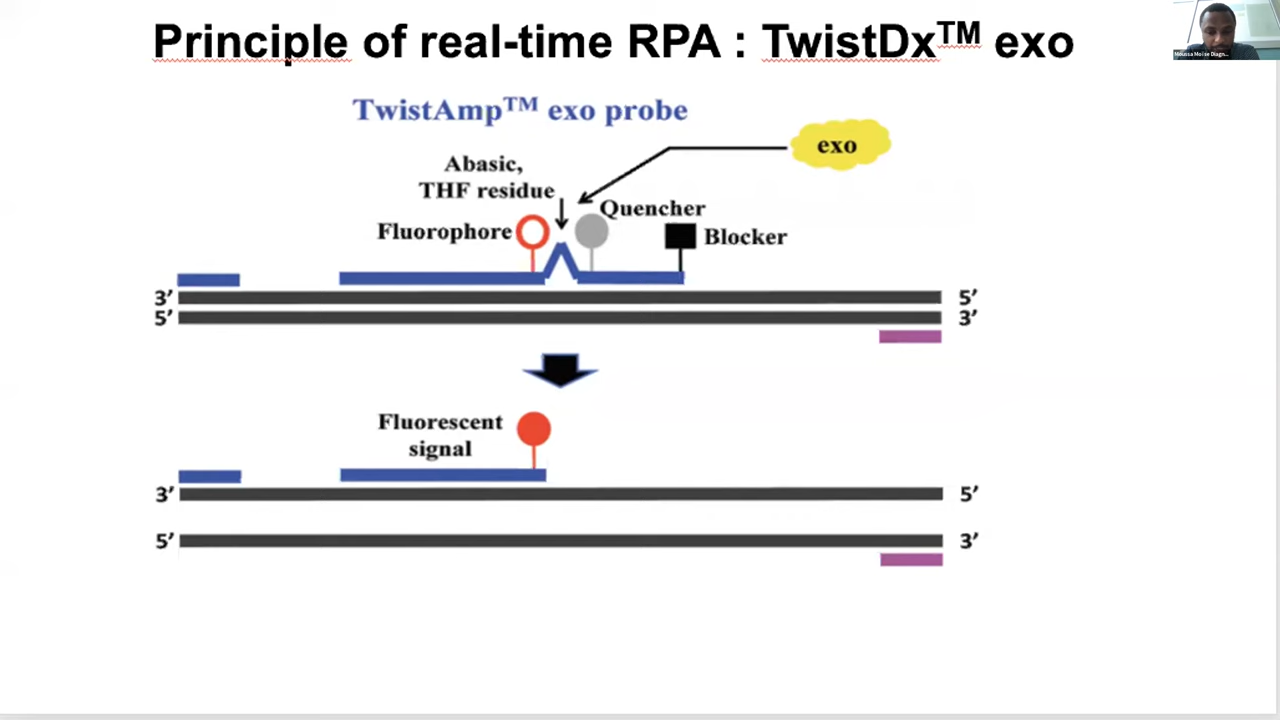 Principle of real-time RPA : TwistDx™ exo
TwistAmp™ exo probe
exo
Abasic,
THF residue
Quencher
Fluorophore
Blocker
3’ 5’
5’ 3’
Fluorescent
signal
3’ 5’
5’ 3’